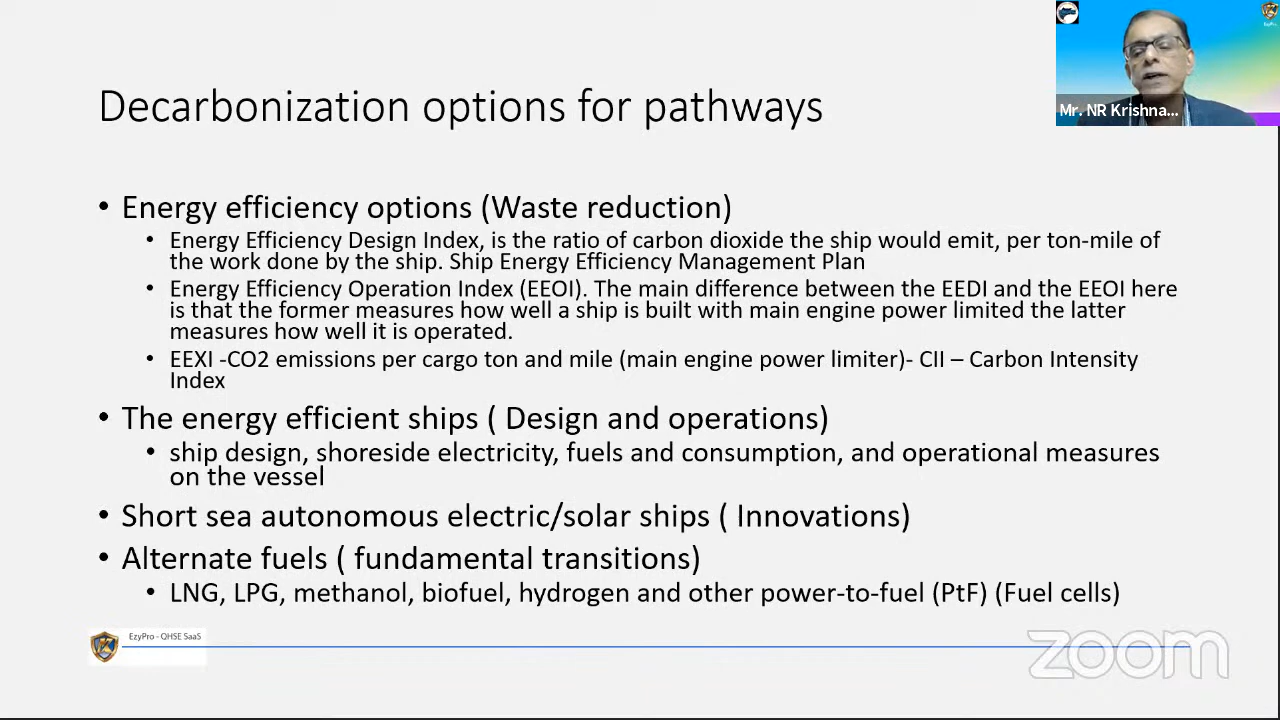 Mr. NR Krishna...
Decarbonization options for pathways
• Energy efficiency options (Waste reduction)
• Energy Efficiency Design Index, is the ratio of carbon dioxide the ship would emit, per ton-mile of
the work done by the ship. Ship Energy Efficiency Management Plan
• Energy Efficiency Operation Index (EEOI). The main difference between the EEDI and the EEOI here
is that the former measures how well a ship is built with main engine power limited the latter
measures how well it is operated.
• EEXI -CO2 emissions per cargo ton and mile (main engine power limiter)- CII – Carbon Intensity
Index
• The energy efficient ships ( Design and operations)
• ship design, shoreside electricity, fuels and consumption, and operational measures
on the vessel
• Short sea autonomous electric/solar ships ( Innovations)
• Alternate fuels ( fundamental transitions)
• LNG, LPG, methanol, biofuel, hydrogen and other power-to-fuel (PtF) (Fuel cells)
EzyPro - QHSE SaaS
zoom